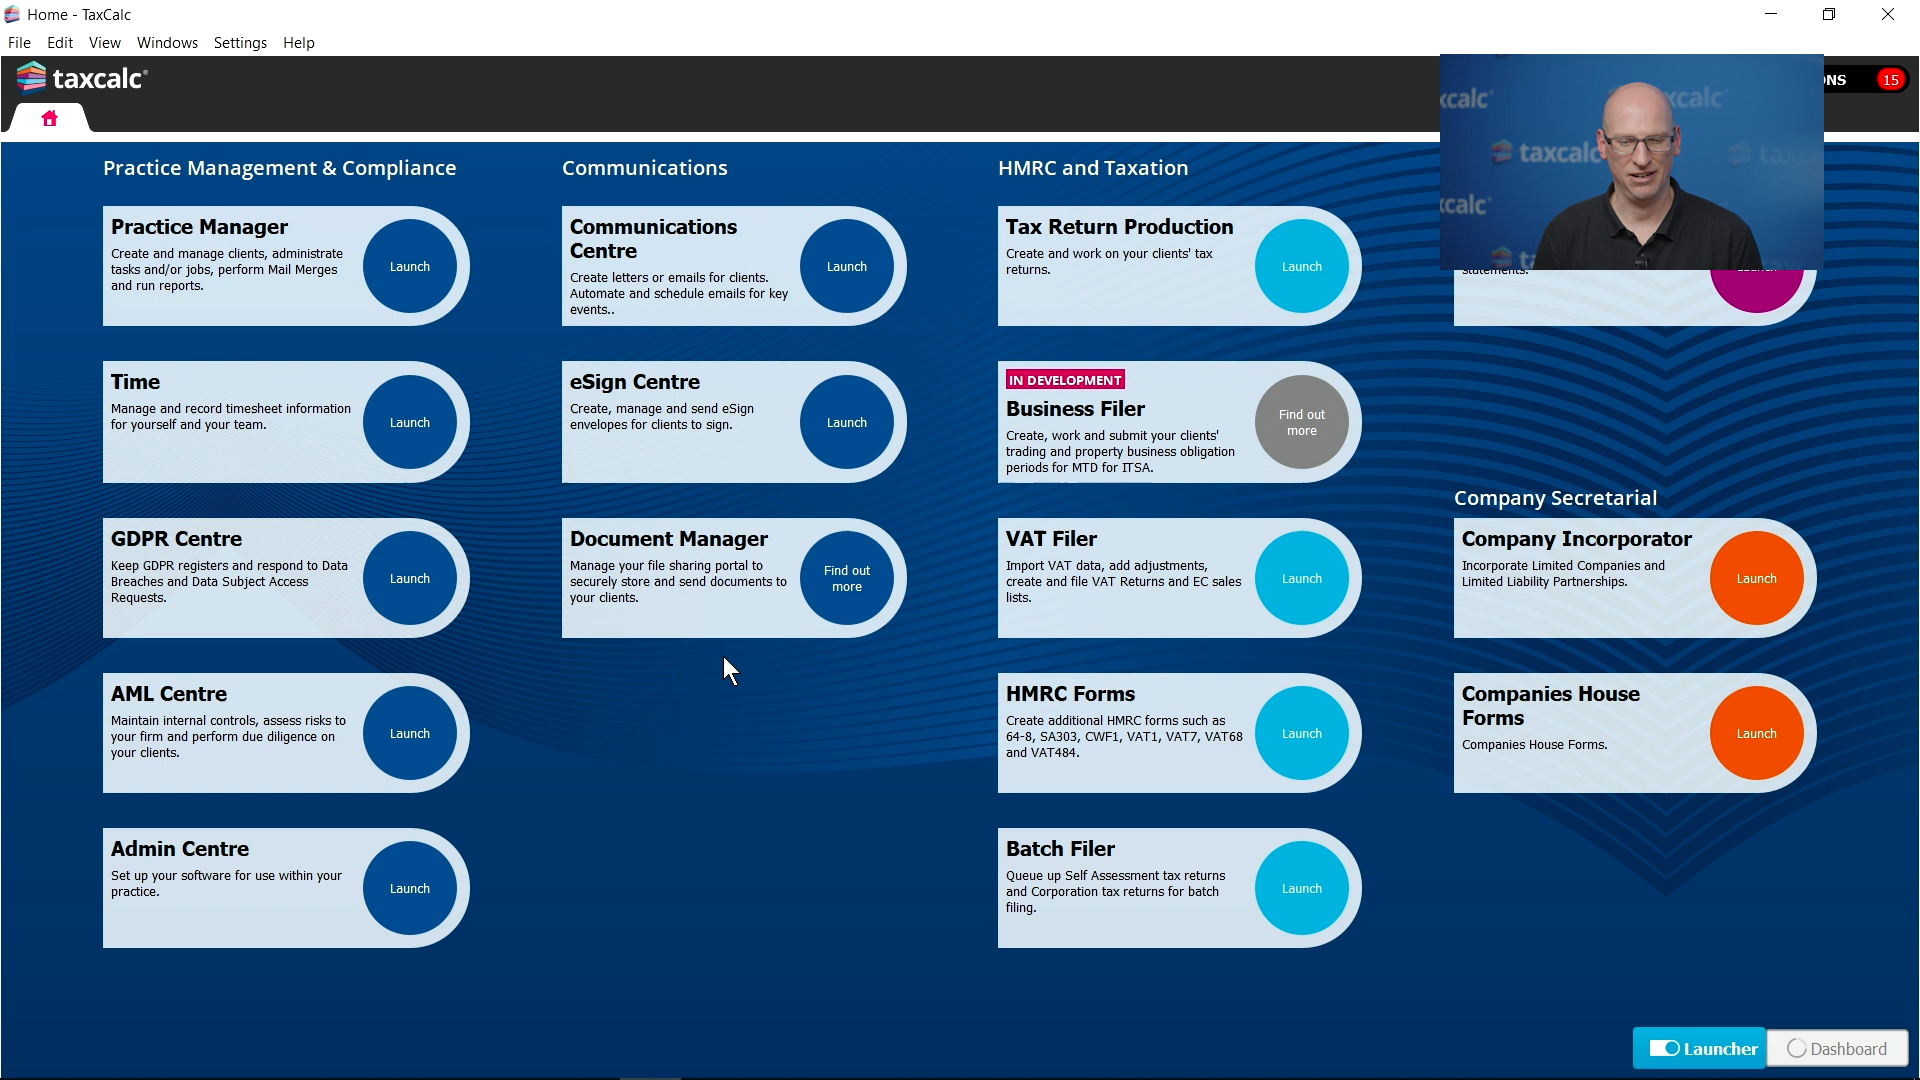 Home - TaxCalc
File Edit View Windows Settings Help
taxcalc
15
Practice Management & Compliance
Practice Manager
Create and manage clients, administrate
tasks and/or jobs, perform Mail Merges
and run reports.
Launch
Time
Manage and record timesheet information
for yourself and your team.
Launch
GDPR Centre
Keep GDPR registers and respond to Data
Breaches and Data Subject Access
Requests.
Launch
AML Centre
Maintain internal controls, assess risks to
your firm and perform due diligence on
your clients.
Launch
Admin Centre
Set up your software for use within your
practice.
Launch
Communications
Communications
Centre
Create letters or emails for clients.
Automate and schedule emails for key
events..
Launch
eSign Centre
Create, manage and send eSign
envelopes for clients to sign.
Launch
Document Manager
Manage your file sharing portal to
securely store and send documents to
your clients.
Find out
more
HMRC and Taxation
Tax Return Production
Create and work on your clients' tax
returns.
Launch
IN DEVELOPMENT
Business Filer
Create, work and submit your clients'
trading and property business obligation
periods for MTD for ITSA.
Find out
more
VAT Filer
Import VAT data, add adjustments,
create and file VAT Returns and EC sales
lists.
Launch
HMRC Forms
Create additional HMRC forms such as
64-8, SA303, CWF1, VAT1, VAT7, VAT68
and VAT484.
Launch
Batch Filer
Queue up Self Assessment tax returns
and Corporation tax returns for batch
filing.
Launch
taxcalc
Company Secretarial
Company Incorporator
Incorporate Limited Companies and
Limited Liability Partnerships.
Launch
Companies House
Forms
Companies House Forms.
Launch
Launcher
Dashboard